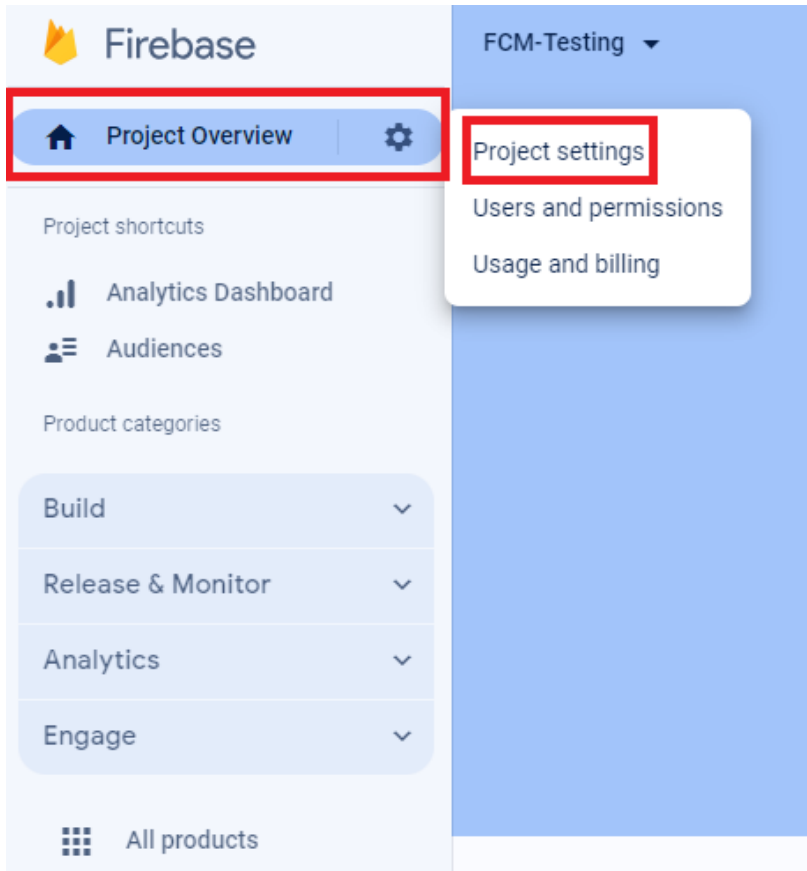 Firebase
FCM-Testing
Project Overview
Project settings
Users and permissions
Usage and billing
Project shortcuts
Analytics Dashboard
Audiences
Product categories
Build
Release & Monitor
Analytics
Engage
All products